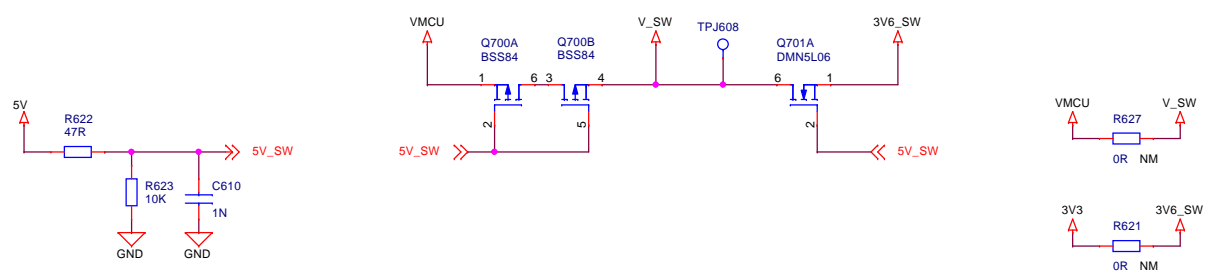 VMCU
V_SW
TPJ608
3V6_SW
Q700A
BSS84
Q700B
BSS84
Q701A
DMN5L06
1
6
3
4
6
1
2
5
2
5V_SW
5V_SW
5V
R622
47R
5V_SW
R623
10K
C610
1N
GND
GND
VMCU
V_SW
R627
0R NM
3V3
3V6_SW
R621
0R NM